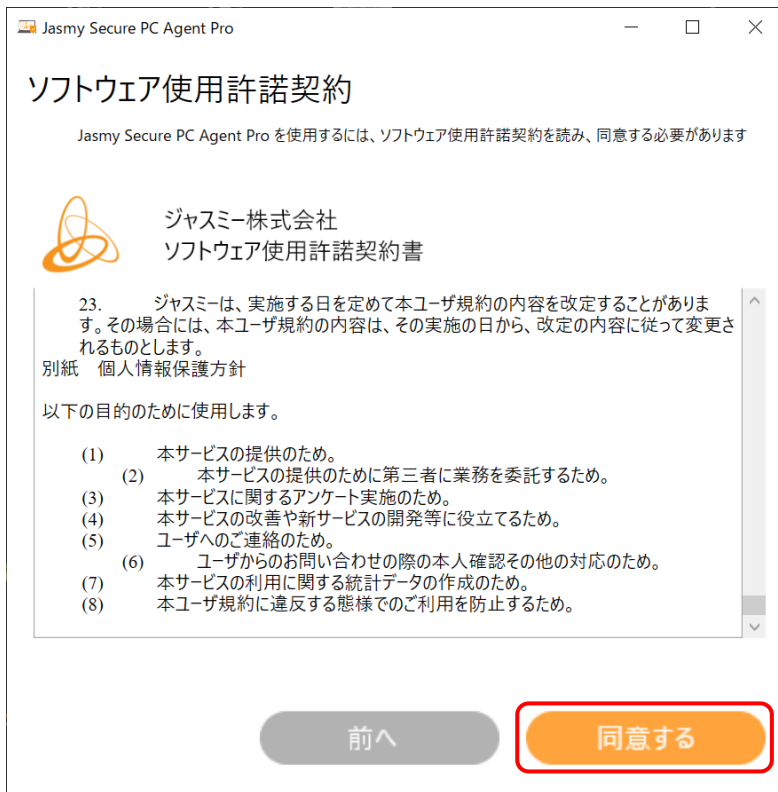 Jasmy Secure PC Agent Pro
ソフトウェア使用許諾契約
Jasmy Secure PC Agent Pro を使用するには、ソフトウェア使用許諾契約を読み、同意する必要があります
ジャスミー株式会社
ソフトウェア使用許諾契約書
23. ジャスミーは、実施する日を定めて本ユーザ規約の内容を改定することがありま
す。その場合には、本ユーザ規約の内容は、その実施の日から、改定の内容に従って変更さ
れるものとします。
別紙 個人情報保護方針
以下の目的のために使用します。
(1) 本サービスの提供のため。
(2) 本サービスの提供のために第三者に業務を委託するため。
(3) 本サービスに関するアンケート実施のため。
(4) 本サービスの改善や新サービスの開発等に役立てるため。
(5) ユーザへのご連絡のため。
(6) ユーザからのお問い合わせの際の本人確認その他の対応のため。
(7) 本サービスの利用に関する統計データの作成のため。
(8) 本ユーザ規約に違反する態様でのご利用を防止するため。
前へ
同意する